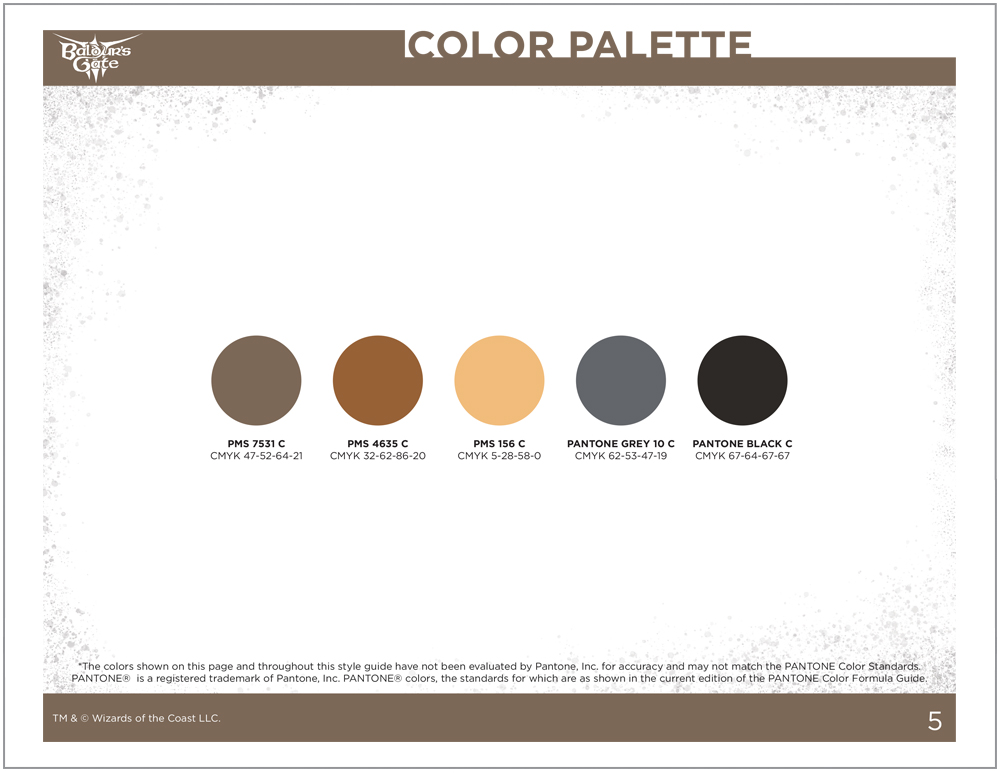 Baldur's
Gate
COLOR PALETTE
PMS 7531 C
CMYK 47-52-64-21
PMS 4635 C
CMYK 32-62-86-20
PMS 156 C
CMYK 5-28-58-0
PANTONE GREY 10 C
CMYK 62-53-47-19
PANTONE BLACK C
CMYK 67-64-67-67
*The colors shown on this page and throughout this style guide have not been evaluated by Pantone, Inc. for accuracy and may not match the PANTONE Color Standards.
PANTONE® is a registered trademark of Pantone, Inc. PANTONE® colors, the standards for which are as shown in the current edition of the PANTONE Color Formula Guide.
TM & © Wizards of the Coast LLC.
5